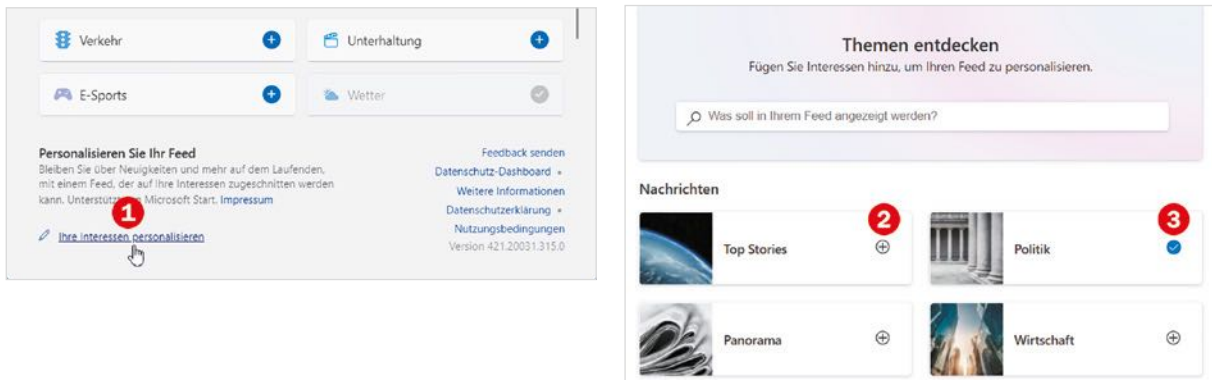 Verkehr
Unterhaltung
E-Sports
Wetter
Personalisieren Sie Ihr Feed
Bleiben Sie über Neuigkeiten und mehr auf dem Laufenden,
mit einem Feed, der auf Ihre Interessen zugeschnitten werden
kann. Microsoft Start. Impressum
1
Ihre Interessen personalisieren
Feedback senden
Datenschutz-Dashboard
Weitere Informationen
Datenschutzerklärung
Nutzungsbedingungen
Version 421.20031.315.0
Themen entdecken
Fügen Sie Interessen hinzu, um Ihren Feed zu personalisieren.
Was soll in Ihrem Feed angezeigt werden?
Nachrichten
2
Top Stories
3
Politik
Panorama
Wirtschaft